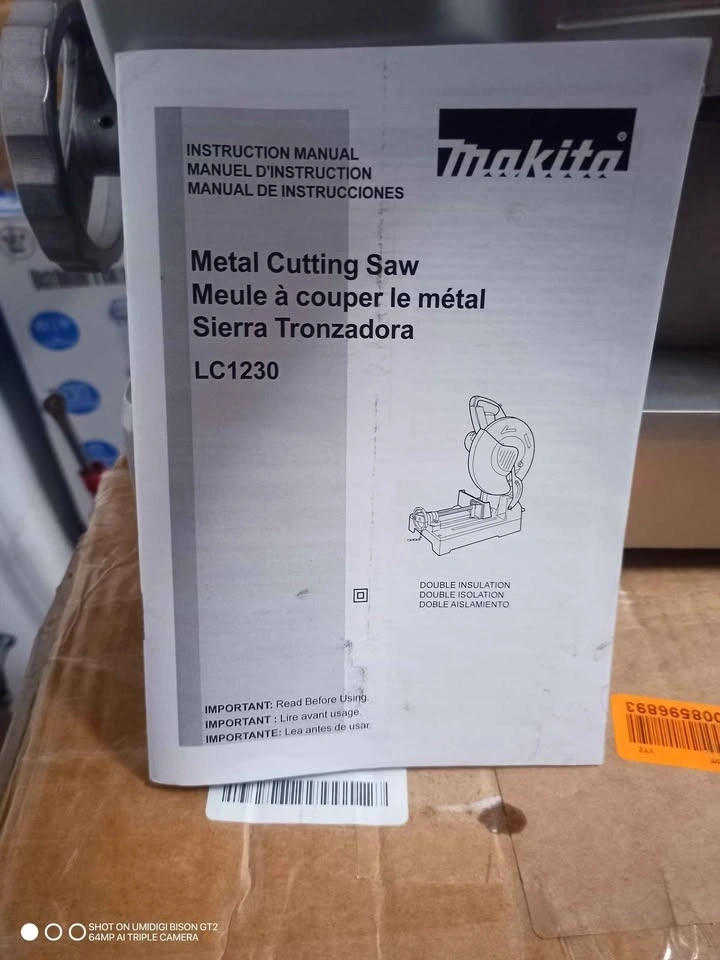 INSTRUCTION MANUAL
MANUEL D'INSTRUCTION
MANUAL DE INSTRUCCIONES
makita®
Metal Cutting Saw
Meule à couper le métal
Sierra Tronzadora
LC1230
DOUBLE INSULATION
DOUBLE ISOLATION
DOBLE AISLAMIENTO
IMPORTANT: Read Before Using.
IMPORTANT : Lire avant usage.
IMPORTANTE: Lea antes de usar.
008596893
YYZ
SHOT ON UMIDIGI BISON GT2
64MP AI TRIPLE CAMERA